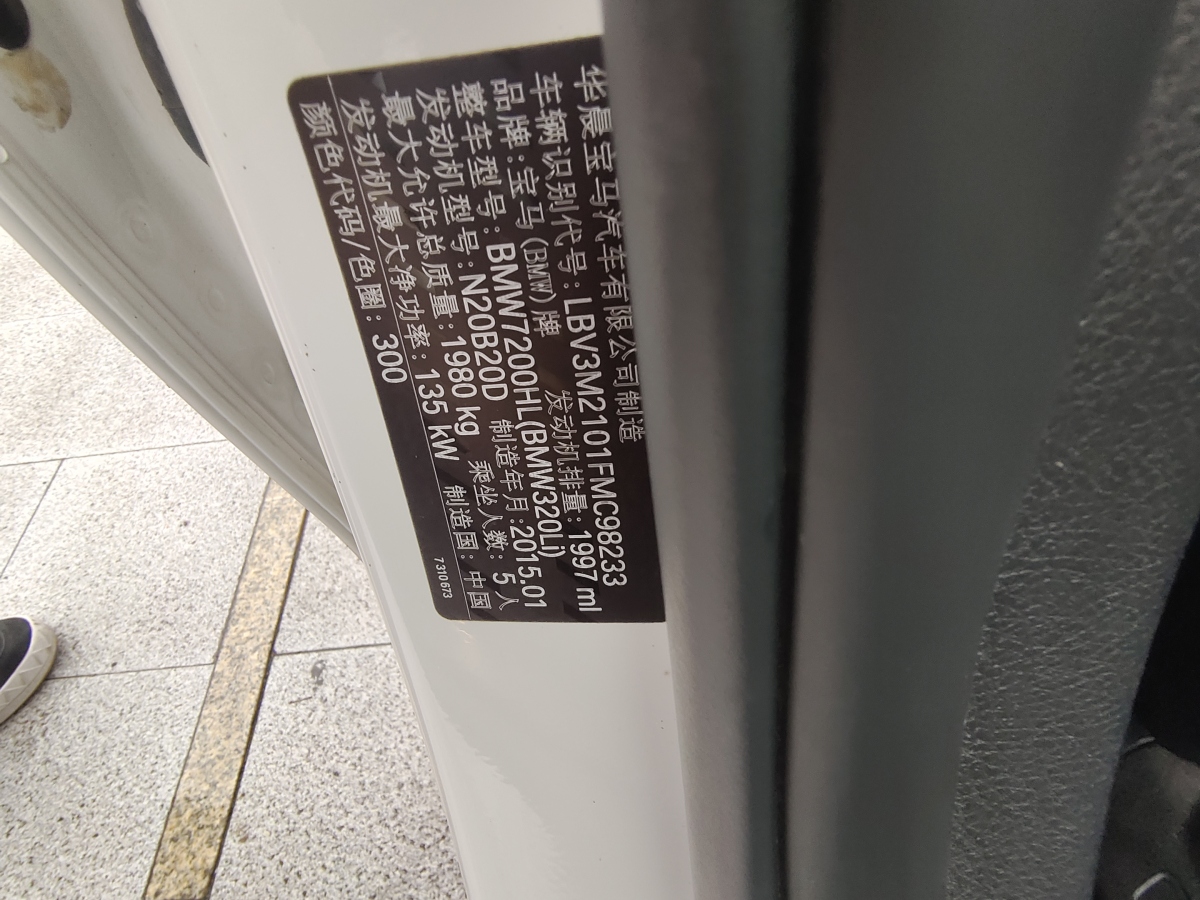 华晨宝马汽车有限公司制造
车辆识别代号:LBV3M2101FMC98233
品牌:宝马(BMW)牌 发动机排量:1997 ml
整车型号:BMW7200HL(BMW320Li)
发动机型号:N20B20D 制造年月:2015.01
最大允许总质量:1980 kg 乘坐人数:5人
发动机最大净功率:135 kW 制造国:中国
颜色代码/色圈:300 7310673